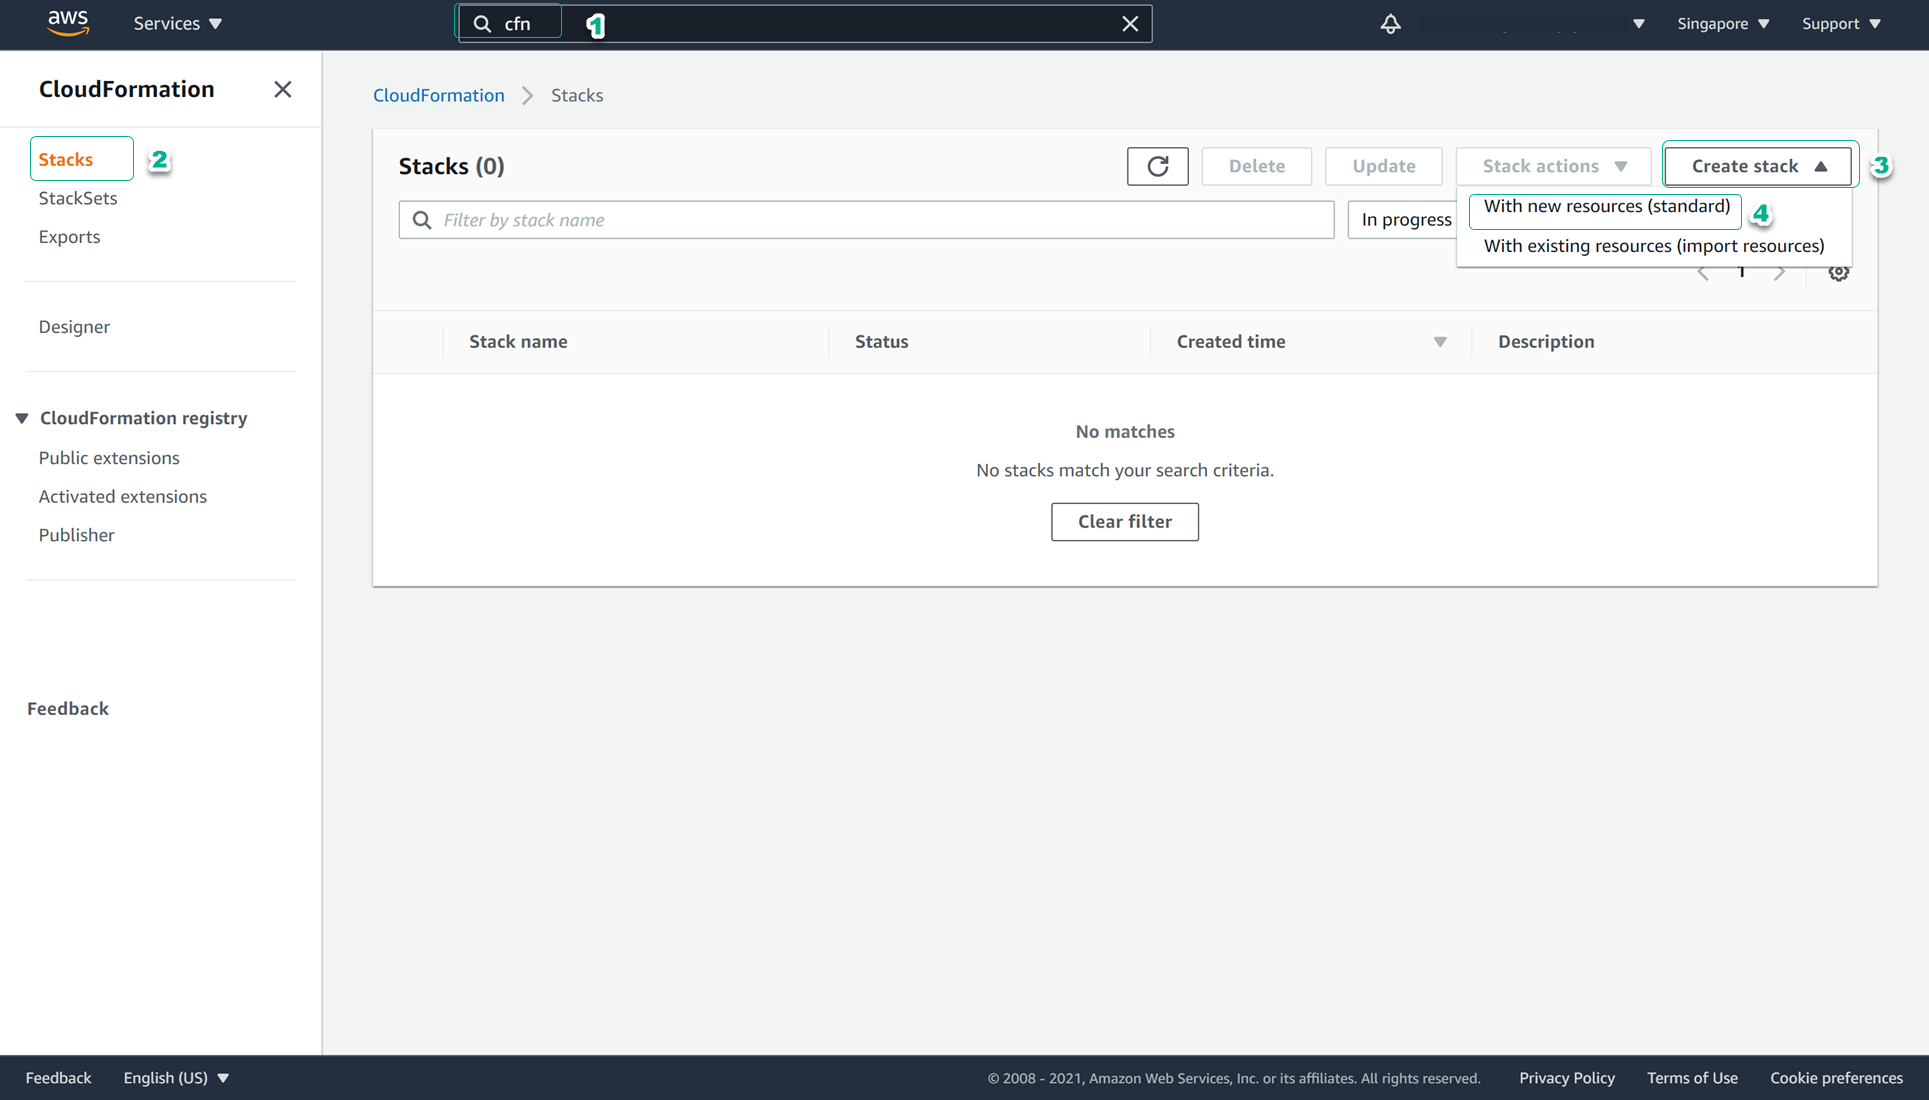 aws
Services
cfn
1
Singapore
Support
CloudFormation
Stacks
2
StackSets
Exports
Designer
CloudFormation registry
Public extensions
Activated extensions
Publisher
Feedback
CloudFormation
Stacks
Stacks (0)
Delete
Update
Stack actions
Create stack
3
With new resources (standard)
4
With existing resources (import resources)
Filter by stack name
In progress
1
Stack name
Status
Created time
Description
No matches
No stacks match your search criteria.
Clear filter
Feedback
English (US)
© 2008 - 2021, Amazon Web Services, Inc. or its affiliates. All rights reserved.
Privacy Policy
Terms of Use
Cookie preferences